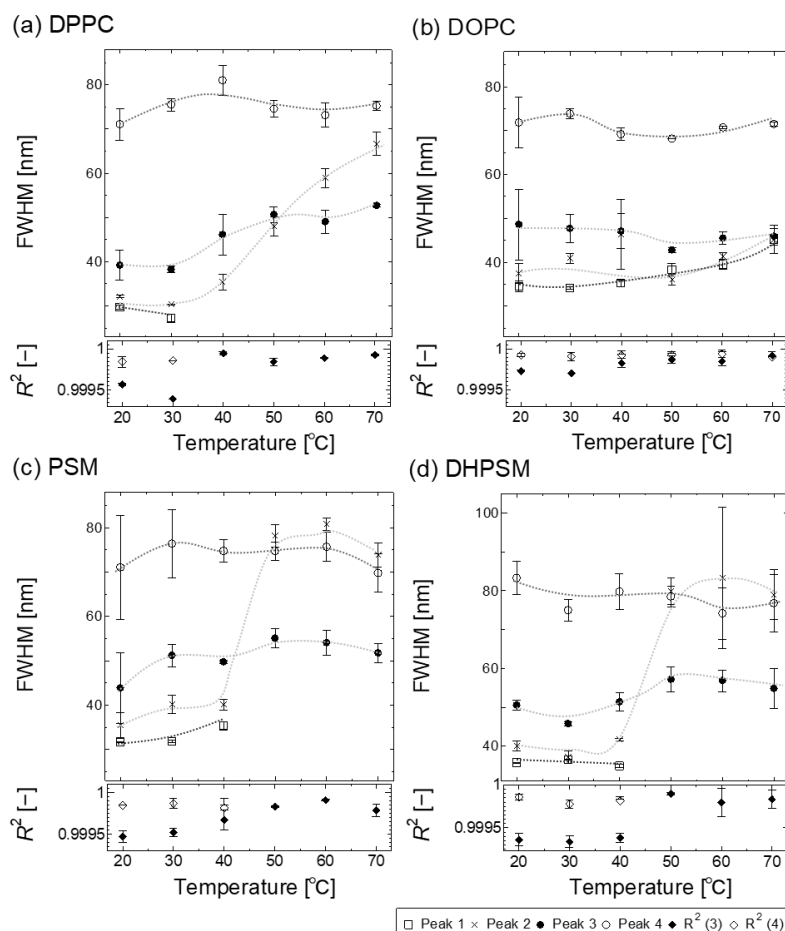 (a) DPPC
FWHM [nm]
80
60
40
R² [–]
1
0.9995
20 30 40 50 60 70
Temperature [°C]
(b) DOPC
FWHM [nm]
80
60
40
R² [–]
1
0.9995
20 30 40 50 60 70
Temperature [°C]
(c) PSM
FWHM [nm]
80
60
40
R² [–]
1
0.9995
20 30 40 50 60 70
Temperature [°C]
(d) DHPSM
FWHM [nm]
100
80
60
40
R² [–]
1
0.9995
20 30 40 50 60 70
Temperature [°C]
Peak 1 Peak 2 Peak 3 Peak 4 R² (3) R² (4)